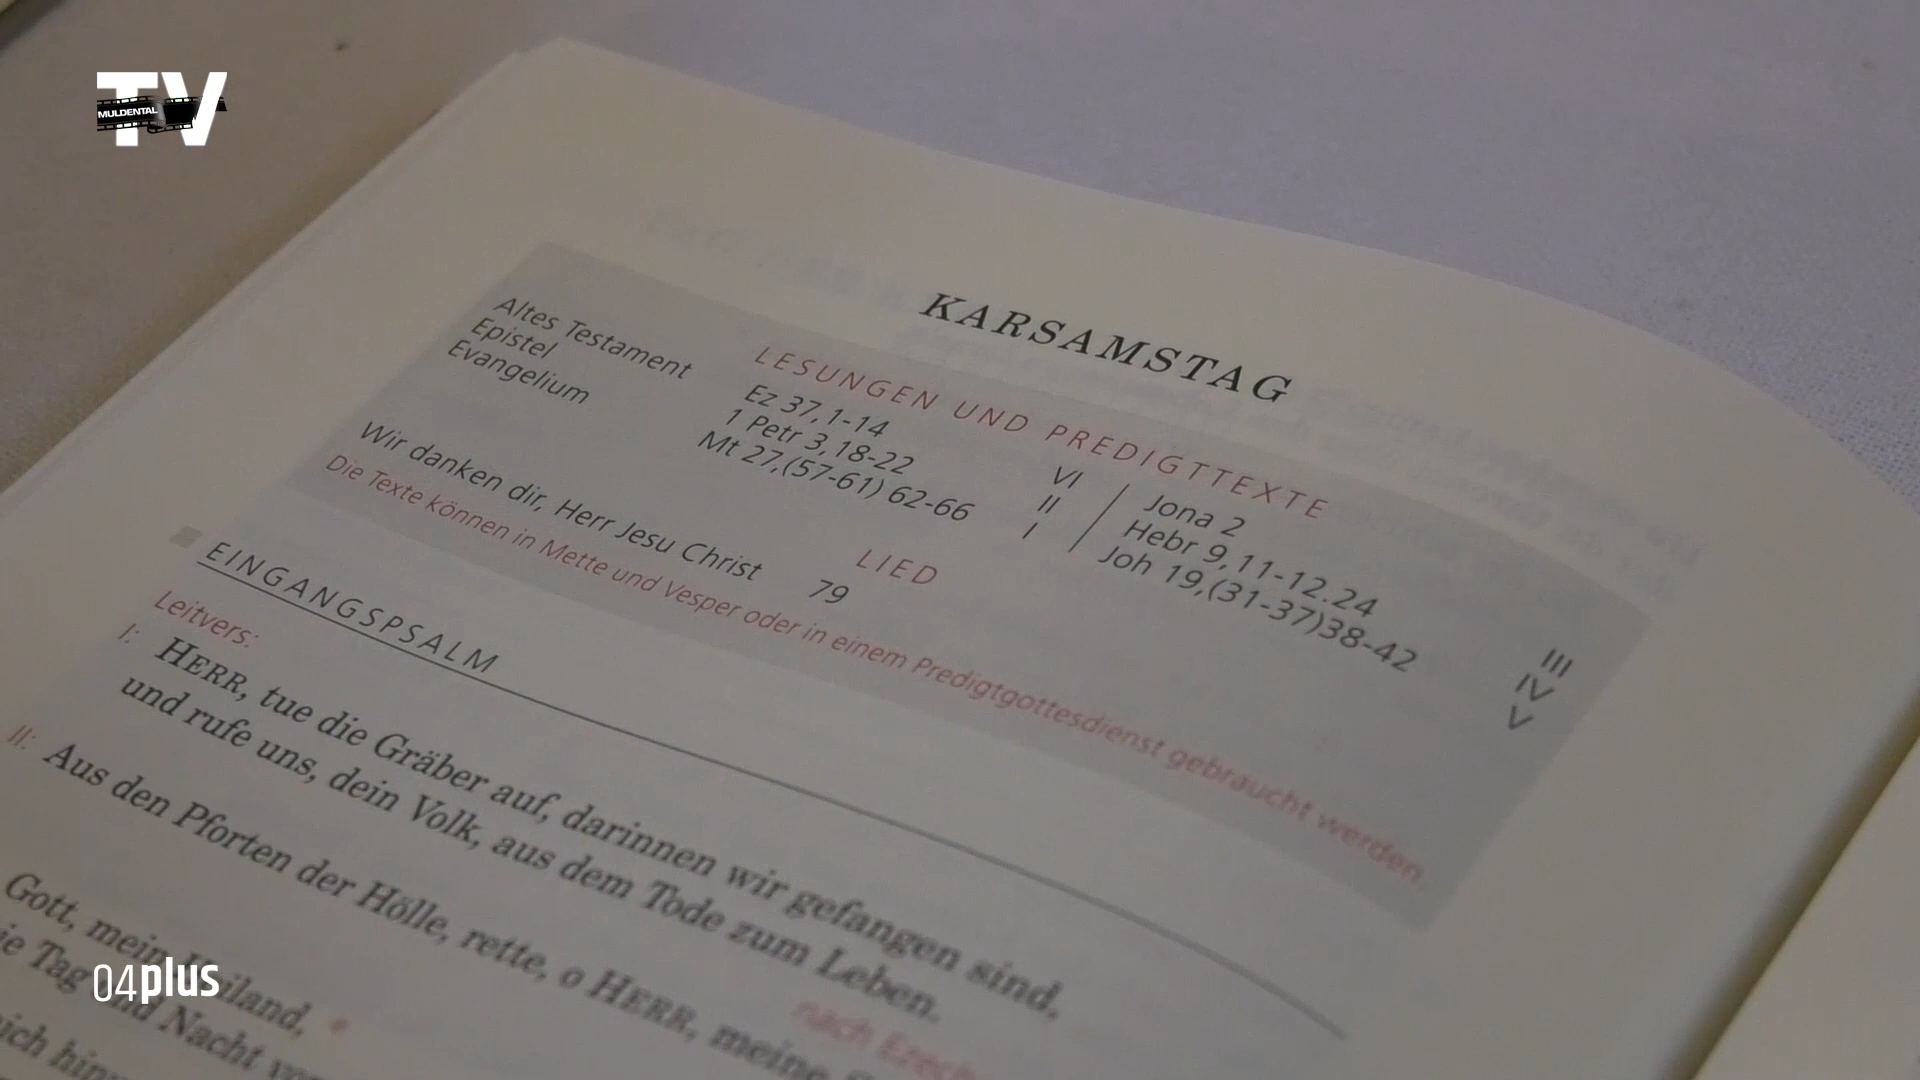 TV
MULDENTAL
KARSAMSTAG
LESUNGEN UND PREDIGTTEXTE
Altes Testament Ez 37,1-14 VI Jona 2 III
Epistel 1 Petr 3,18-22 II Hebr 9,11-12.24 IV
Evangelium Mt 27,(57-61) 62-66 I Joh 19,(31-37)38-42 V
LIED
Wir danken dir, Herr Jesu Christ 79
Die Texte können in Mette und Vesper oder in einem Predigtgottesdienst gebraucht werden
EINGANGSPSALM
Leitvers:
I: HERR, tue die Gräber auf, darinnen wir gefangen sind,
und rufe uns, dein Volk, aus dem Tode zum Leben.
II: Aus den Pforten der Hölle, rette, o HERR, meine
nach
Gott, mein Heiland,
Tag und Nacht
04plus